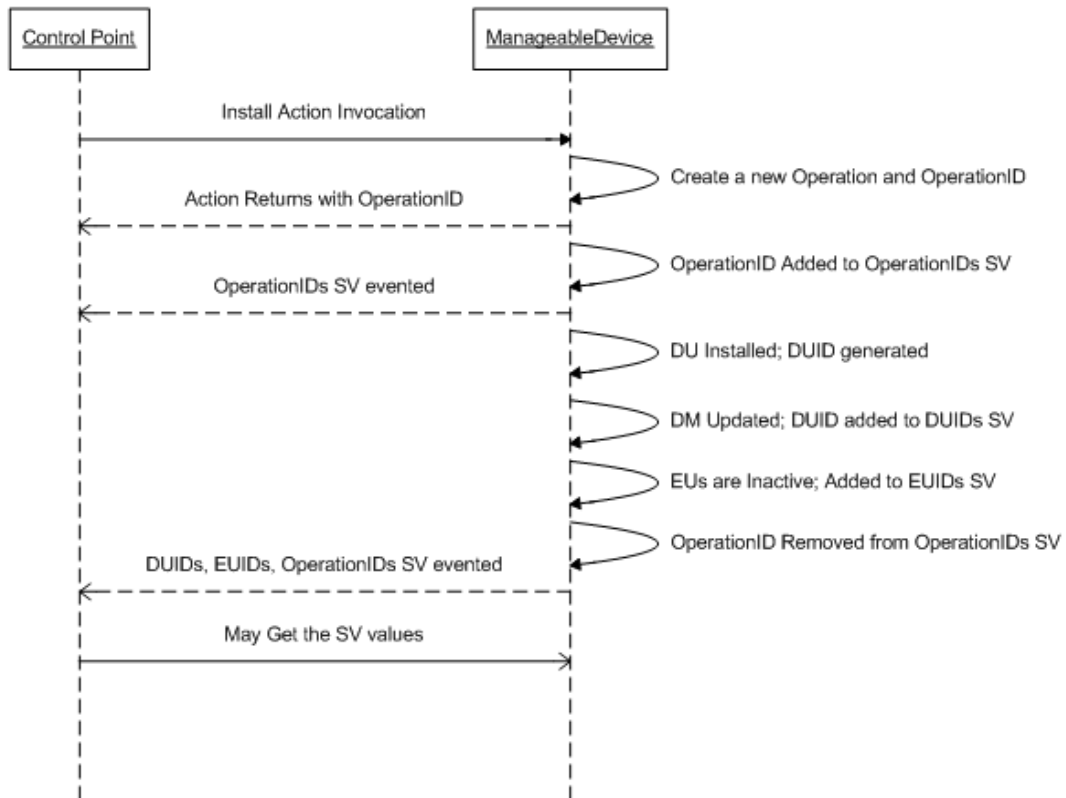 Control Point
ManageableDevice
Install Action Invocation
Create a new Operation and OperationID
Action Returns with OperationID
OperationID Added to OperationIDs SV
OperationIDs SV evented
DU Installed; DUID generated
DM Updated; DUID added to DUIDs SV
EUs are Inactive; Added to EUIDs SV
OperationID Removed from OperationIDs SV
DUIDs, EUIDs, OperationIDs SV evented
May Get the SV values